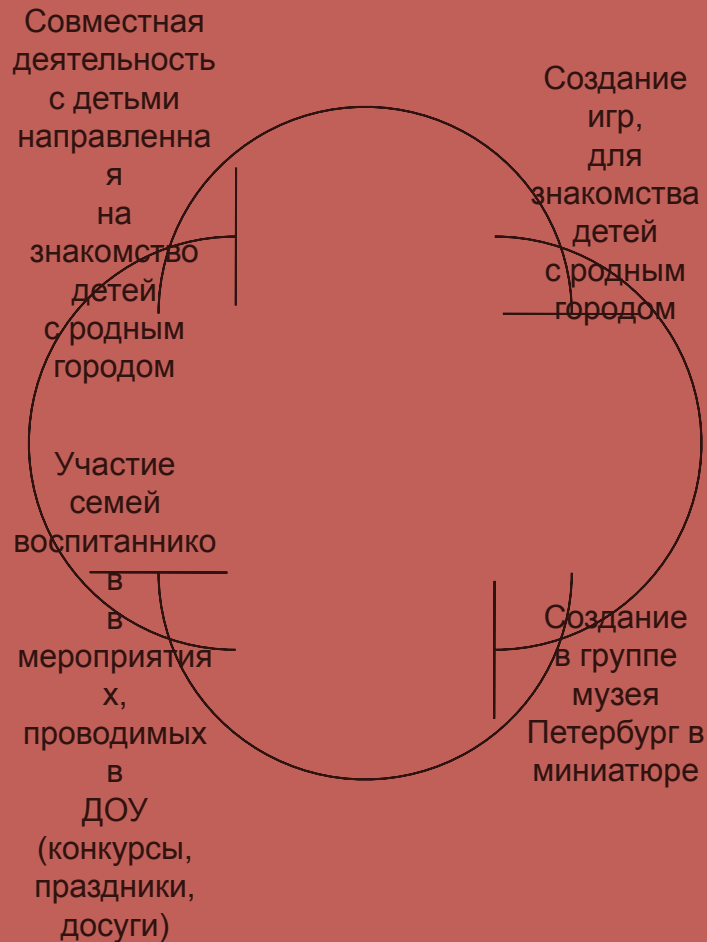 Совместная
деятельность
с детьми
направленна
я
на
знакомство
детей
с родным
городом
Создание
игр,
для
знакомства
детей
с родным
городом
Участие
семей
воспитаннико
в
в
мероприятия
х,
проводимых
в
ДОУ
(конкурсы,
праздники,
досуги)
Создание
в группе
музея
Петербург в
миниатюре